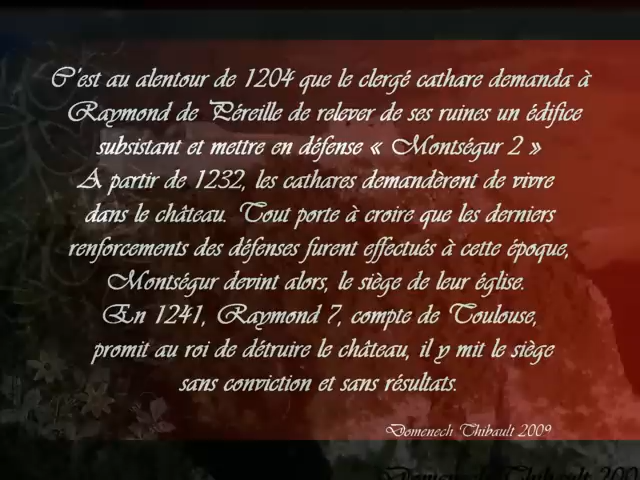 C'est au alentour de 1204 que le clergé cathare demanda à
Raymond de Péreille de relever de ses ruines un édifice
subsistant et mettre en défense « Montségur 2 »
A partir de 1232, les cathares demandèrent de vivre
dans le château. Tout porte à croire que les derniers
renforcements des défenses furent effectués à cette époque,
Montségur devint alors, le siège de leur église.
En 1241, Raymond 7, compte de Toulouse,
promit au roi de détruire le château, il y mit le siège
sans conviction et sans résultats.
Domenech Thibault 2009
Domenech Thibault 200